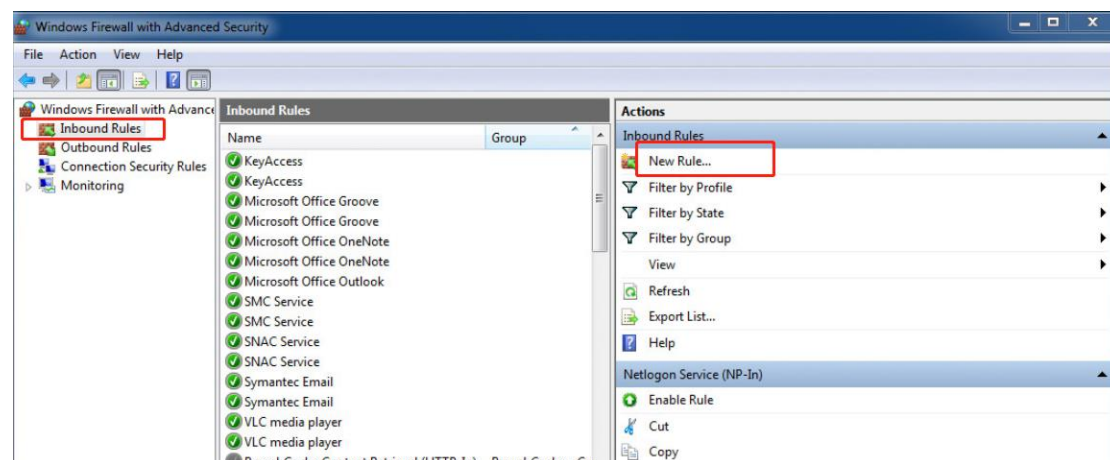 Windows Firewall with Advanced Security
File Action View Help
Windows Firewall with Advance
Inbound Rules
Outbound Rules
Connection Security Rules
Monitoring
Inbound Rules
Name Group
KeyAccess
KeyAccess
Microsoft Office Groove
Microsoft Office Groove
Microsoft Office OneNote
Microsoft Office OneNote
Microsoft Office Outlook
SMC Service
SMC Service
SNAC Service
SNAC Service
Symantec Email
Symantec Email
VLC media player
VLC media player
Actions
Inbound Rules
New Rule...
Filter by Profile
Filter by State
Filter by Group
View
Refresh
Export List...
Help
Netlogon Service (NP-In)
Enable Rule
Cut
Copy